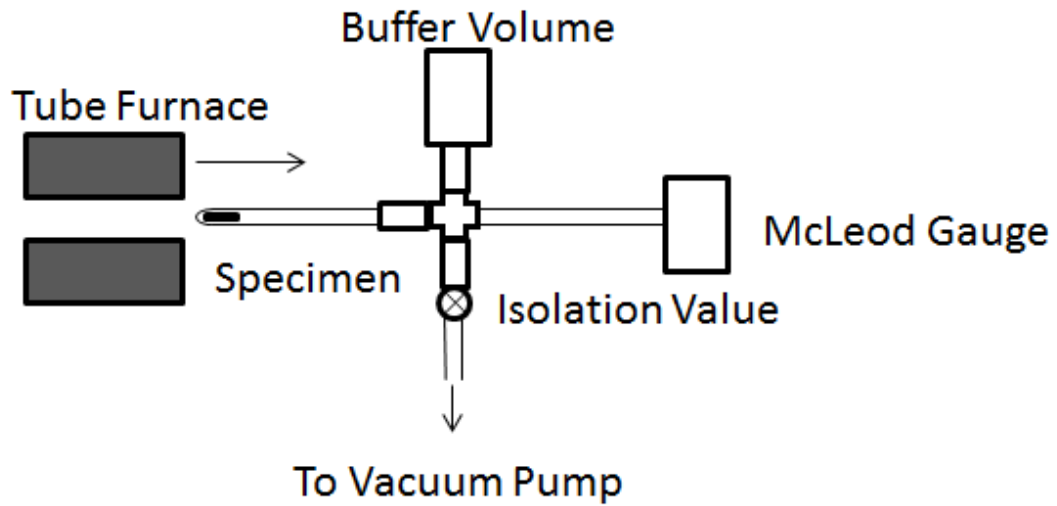 Buffer Volume
Tube Furnace
McLeod Gauge
Specimen
Isolation Value
To Vacuum Pump